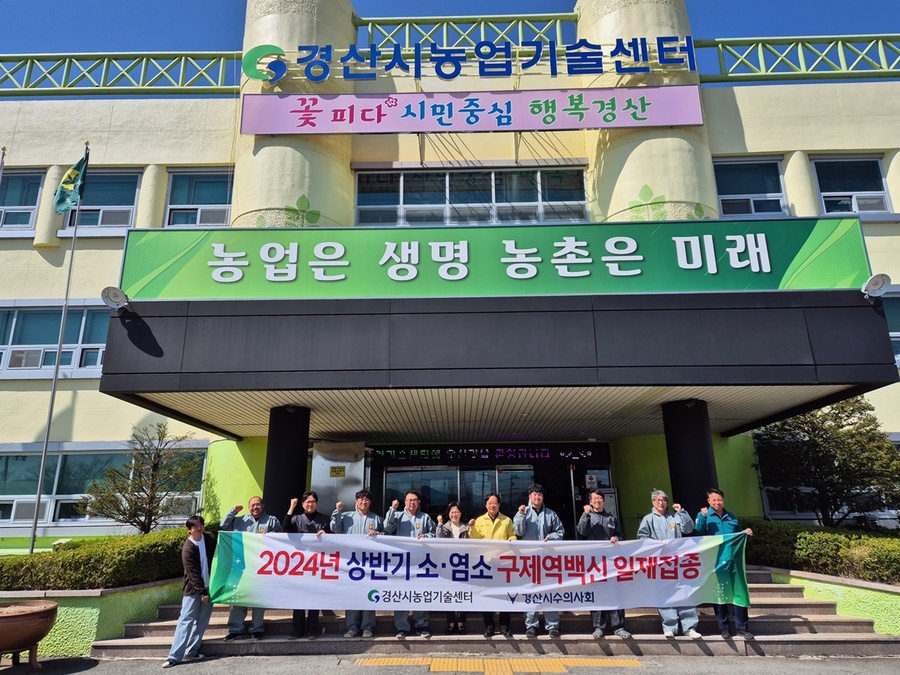 경산시농업기술센터
꽃 피다 시민중심 행복경산
농업은 생명 농촌은 미래
2024년 상반기 소·염소 구제역백신 일제접종
경산시농업기술센터 경산시수의사회